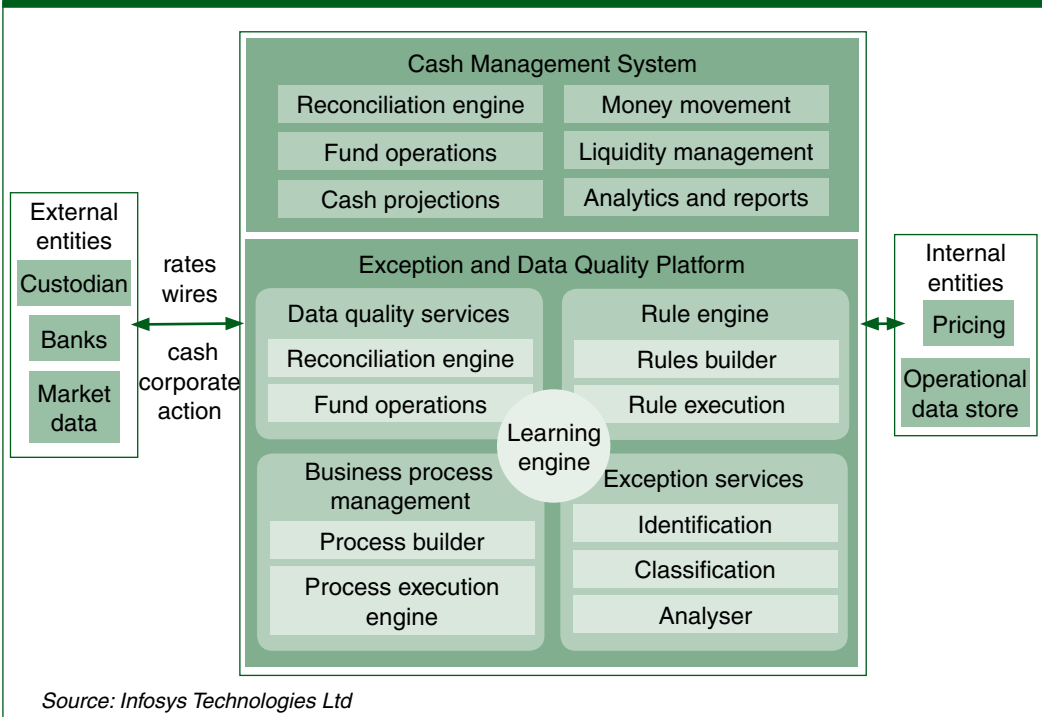 Cash Management System
Reconciliation engine
Money movement
Fund operations
Liquidity management
Cash projections
Analytics and reports
External
entities
Custodian
Banks
Market
data
rates
wires
cash
corporate
action
Exception and Data Quality Platform
Data quality services
Reconciliation engine
Fund operations
Rule engine
Rules builder
Rule execution
Learning
engine
Business process
management
Process builder
Process execution
engine
Exception services
Identification
Classification
Analyser
Internal
entities
Pricing
Operational
data store
Source: Infosys Technologies Ltd